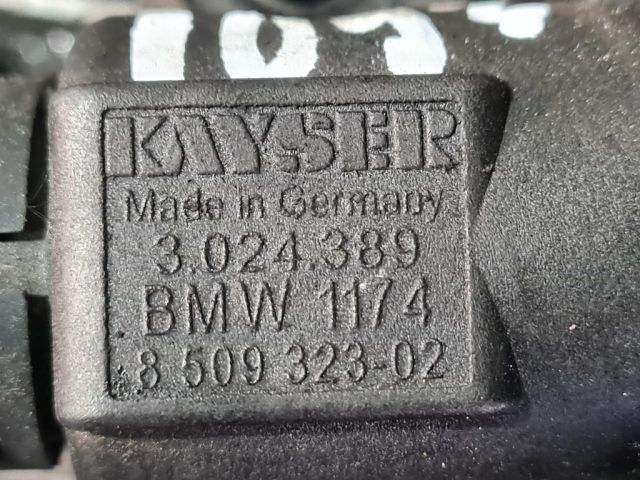 KAYSER
Made in Germany
3.024.389
BMW 1174
8 509 323-02